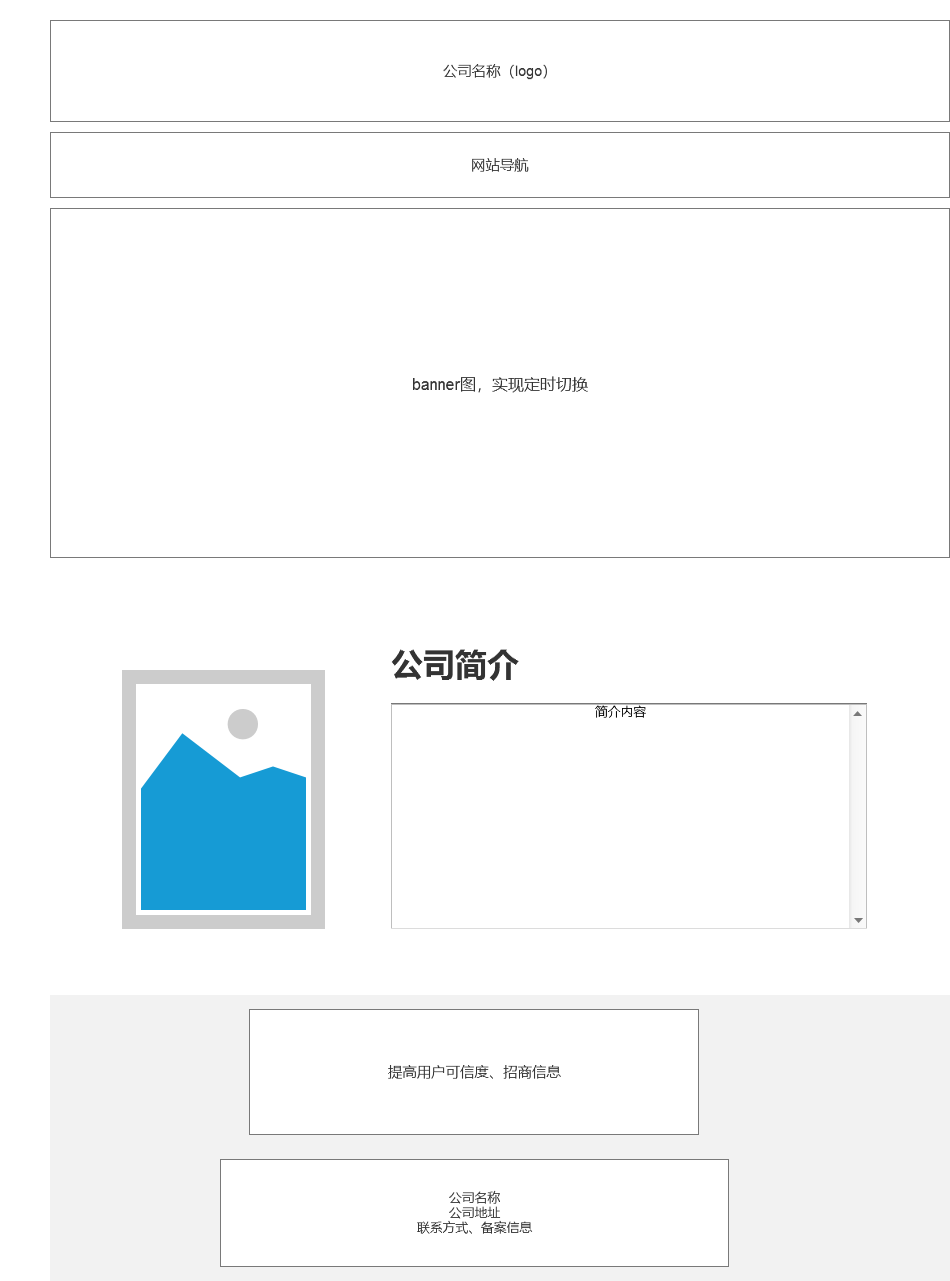 公司名称（logo）
网站导航
banner图，实现定时切换
公司简介
简介内容
提高用户可信度、招商信息
公司名称
公司地址
联系方式、备案信息